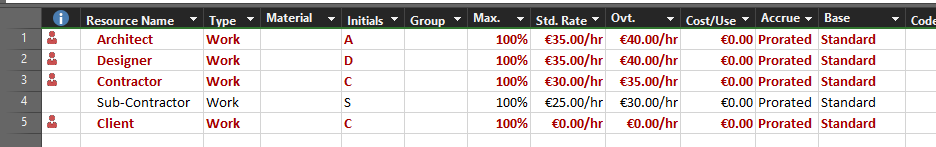 Resource Name Type Material Initials Group Max. Std. Rate Ovt. Cost/Use Accrue Base Code
1 Architect Work A 100% €35.00/hr €40.00/hr €0.00 Prorated Standard
2 Designer Work D 100% €35.00/hr €40.00/hr €0.00 Prorated Standard
3 Contractor Work C 100% €30.00/hr €35.00/hr €0.00 Prorated Standard
4 Sub-Contractor Work S 100% €25.00/hr €30.00/hr €0.00 Prorated Standard
5 Client Work C 100% €0.00/hr €0.00/hr €0.00 Prorated Standard